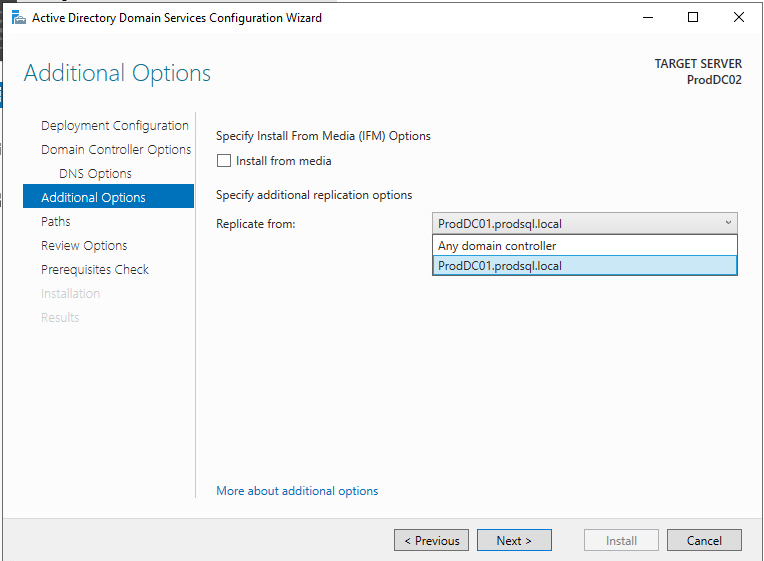 Active Directory Domain Services Configuration Wizard
Additional Options
TARGET SERVER
ProdDC02
Deployment Configuration
Domain Controller Options
DNS Options
Additional Options
Paths
Review Options
Prerequisites Check
Installation
Results
Specify Install From Media (IFM) Options
Install from media
Specify additional replication options
Replicate from:
ProdDC01.prodsql.local
Any domain controller
ProdDC01.prodsql.local
More about additional options
< Previous
Next >
Install
Cancel